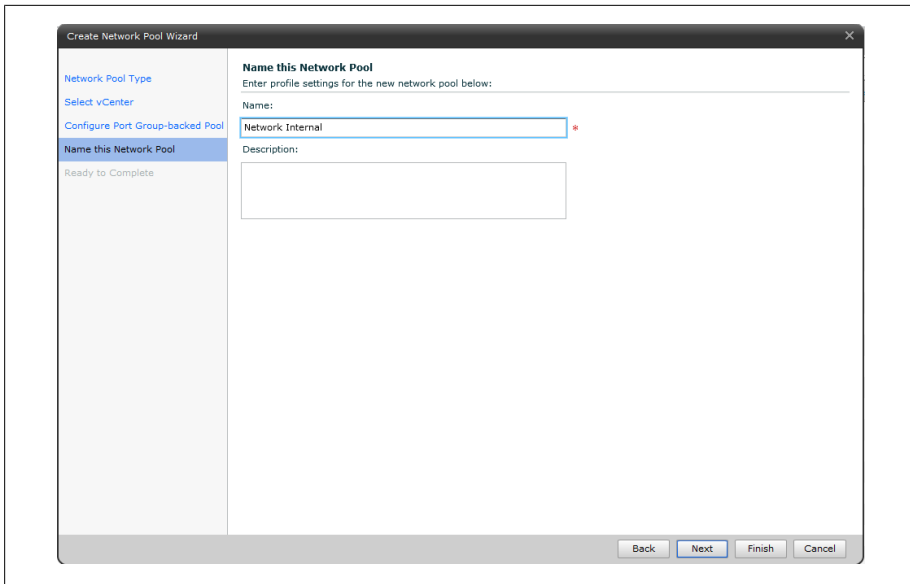 Create Network Pool Wizard
Network Pool Type
Select vCenter
Configure Port Group-backed Pool
Name this Network Pool
Ready to Complete
Name this Network Pool
Enter profile settings for the new network pool below:
Name:
Network Internal *
Description:
Back Next Finish Cancel